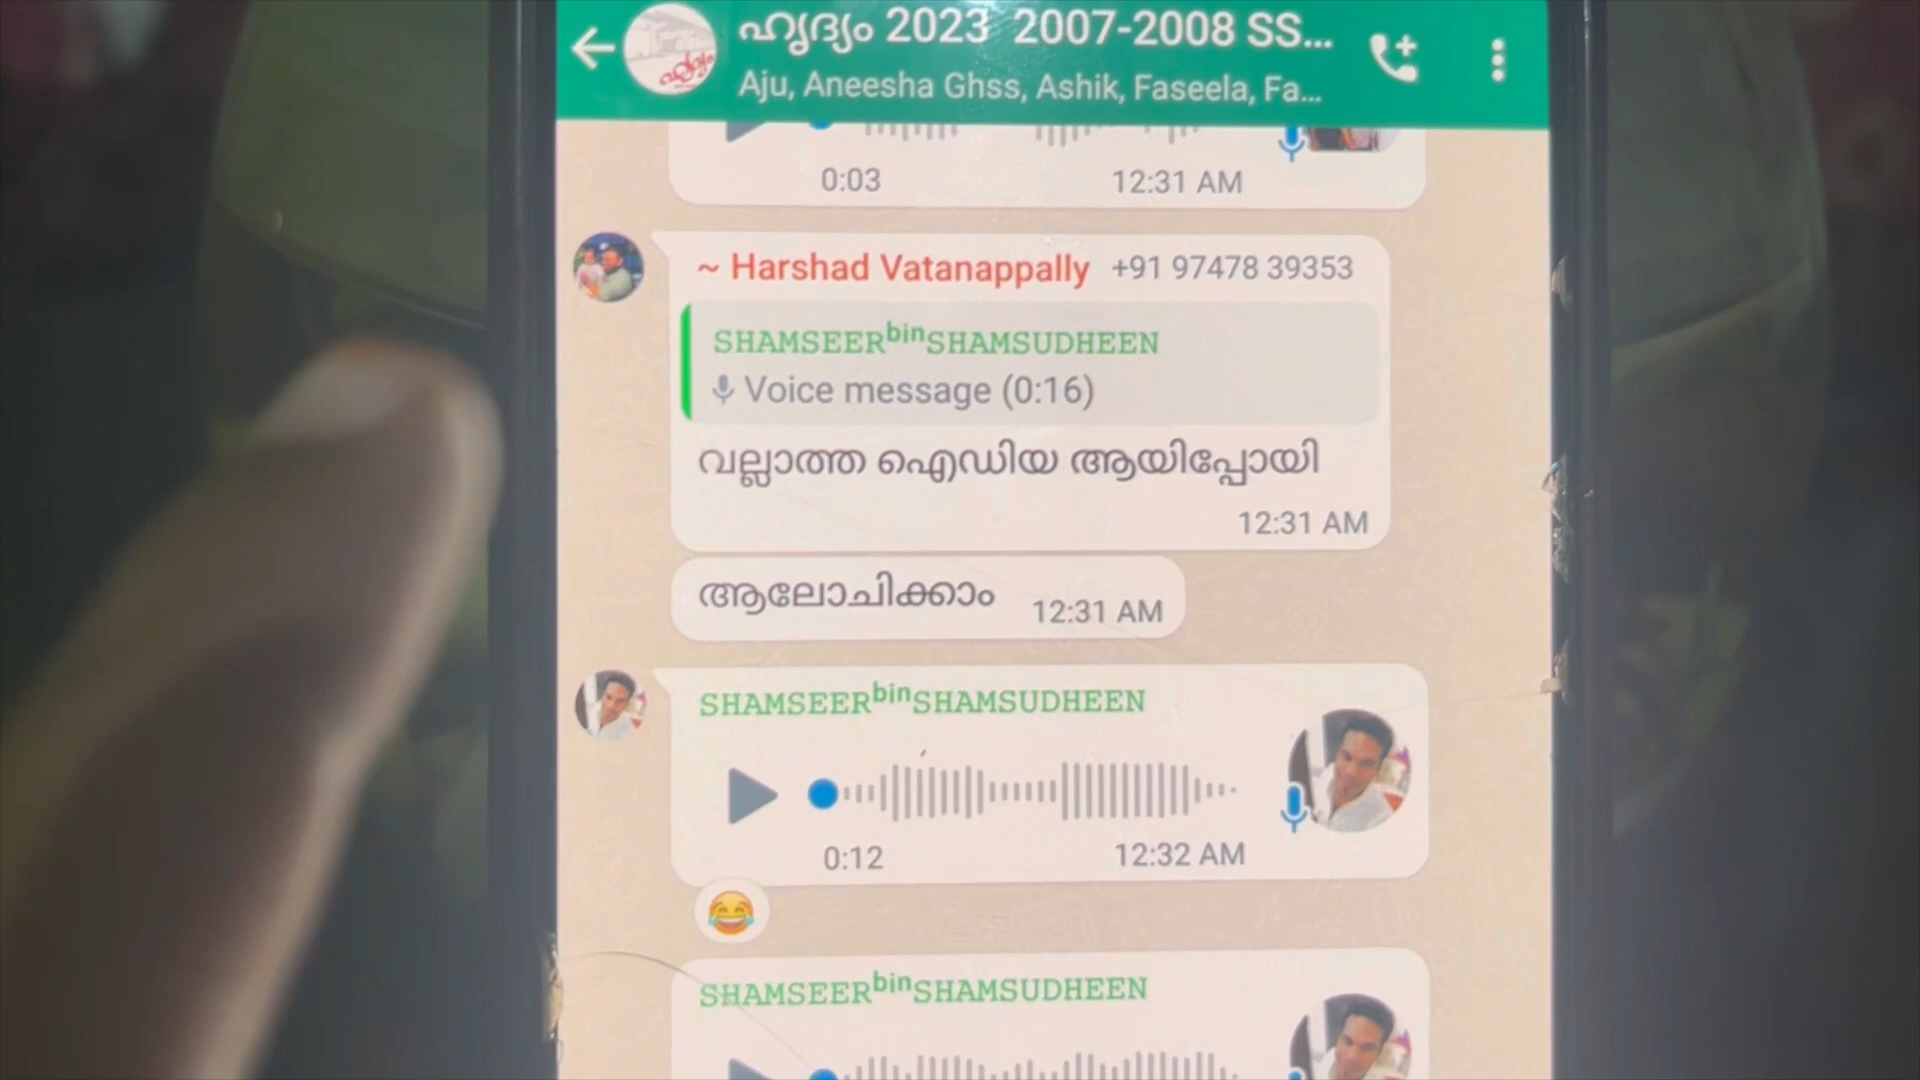 ഹൃദ്യം 2023 2007-2008 SS...
Aju, Aneesha Ghss, Ashik, Faseela, Fa...
0:03 12:31 AM
~ Harshad Vatanappally +91 97478 39353
SHAMSEERbinSHAMSUDHEEN
Voice message (0:16)
വല്ലാത്ത ഐഡിയ ആയിപ്പോയി
12:31 AM
ആലോചിക്കാം 12:31 AM
SHAMSEERbinSHAMSUDHEEN
0:12 12:32 AM
SHAMSEERbinSHAMSUDHEEN